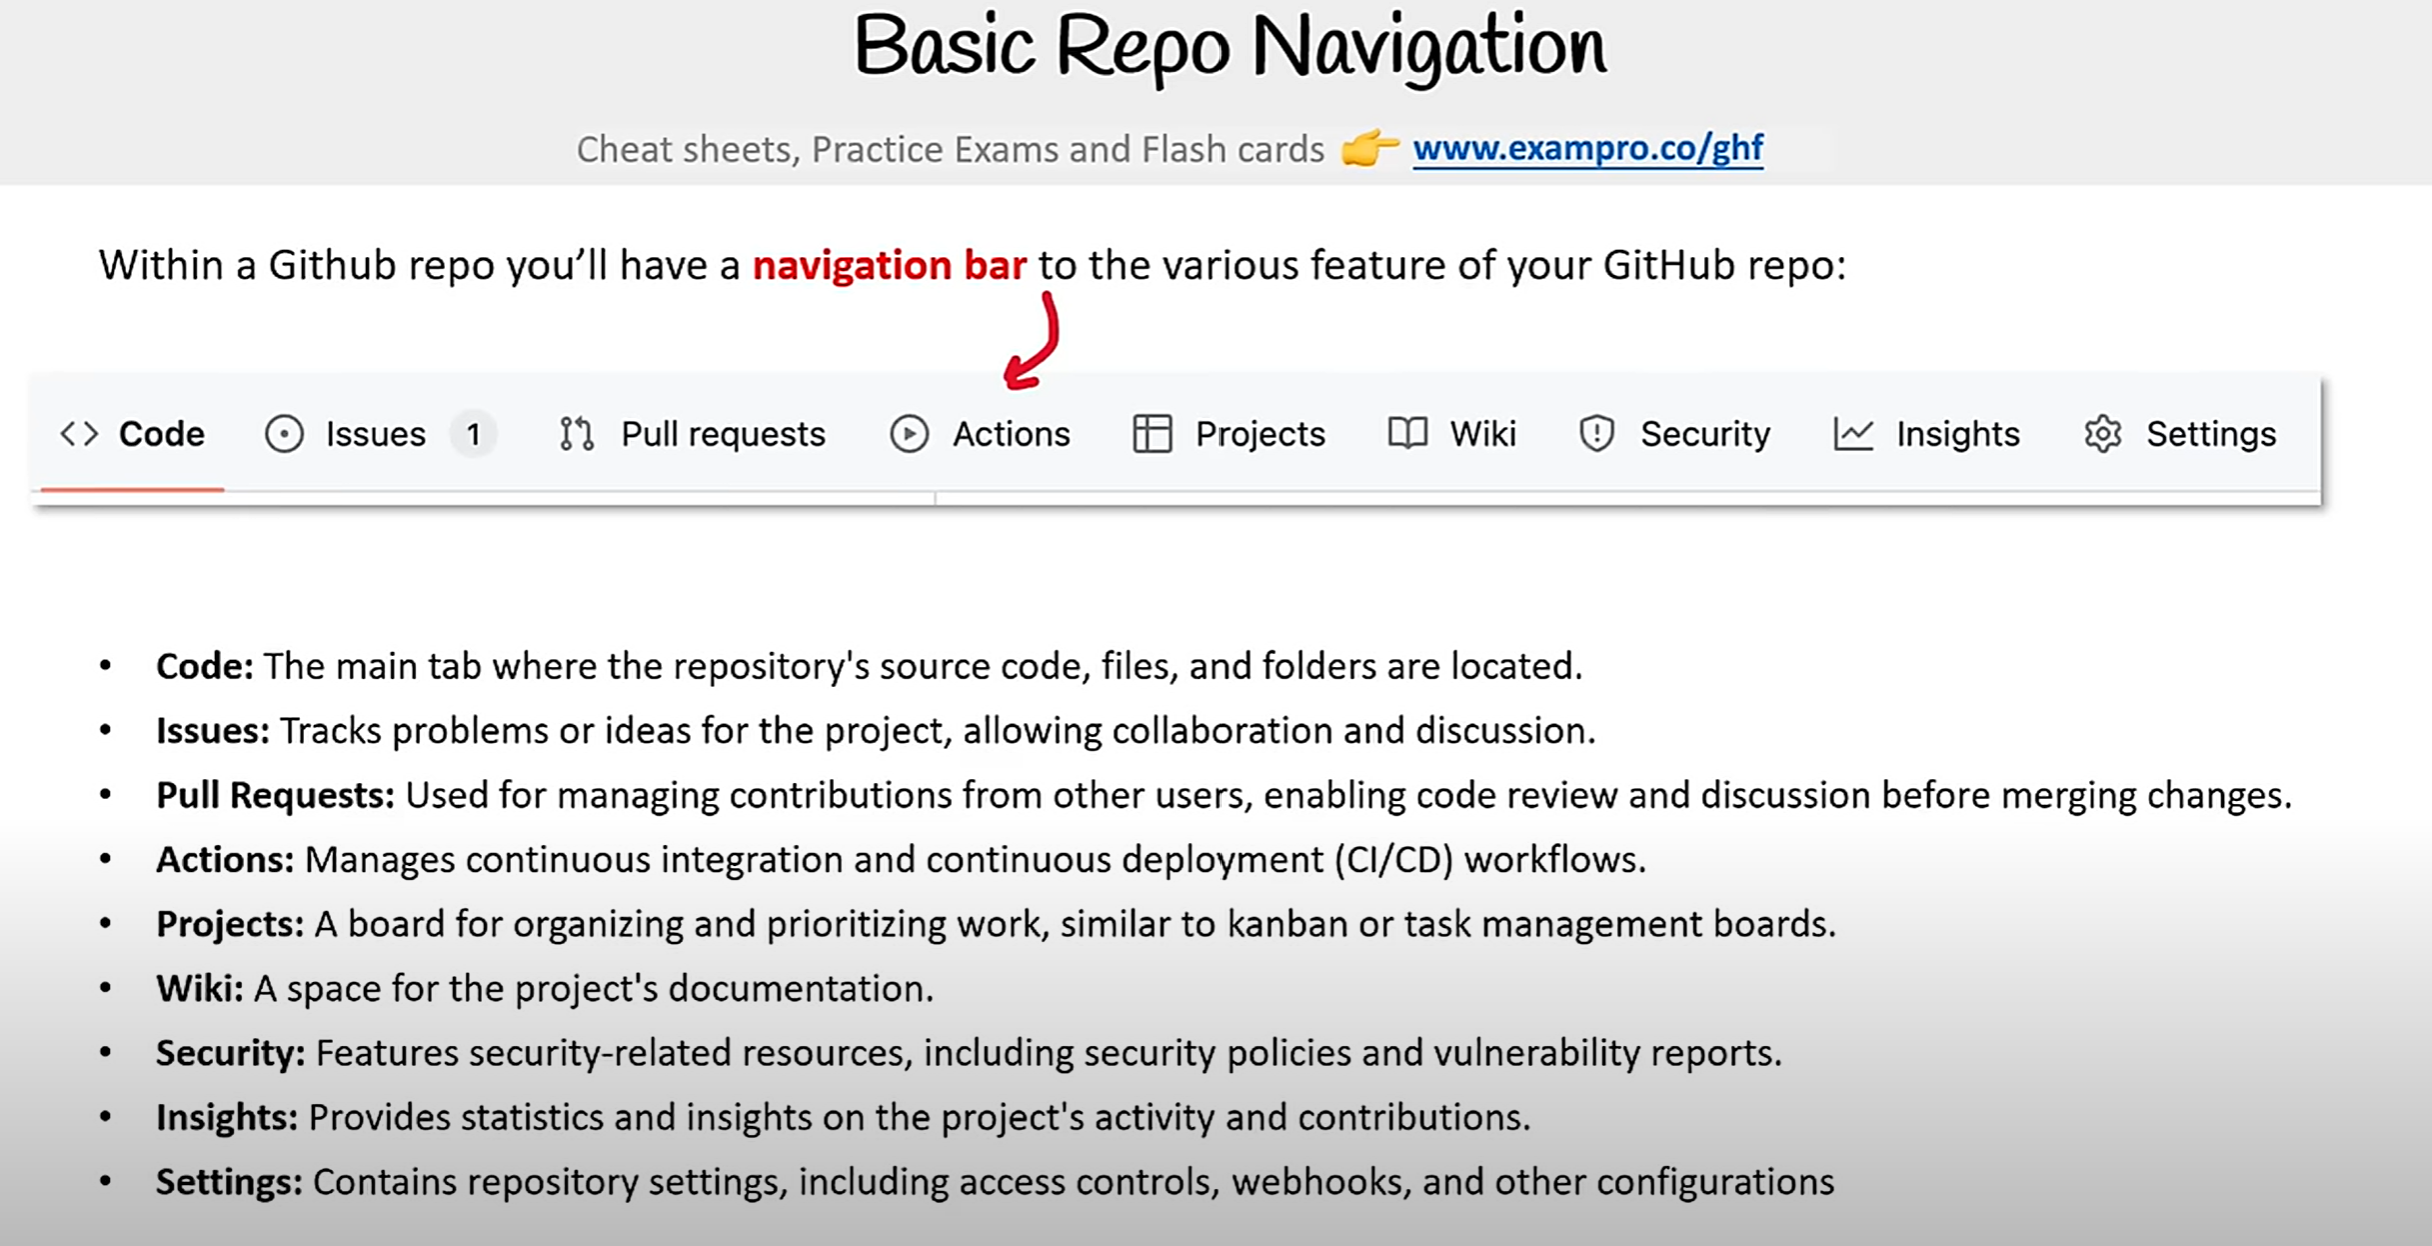 Basic Repo Navigation
Cheat sheets, Practice Exams and Flash cards 👉 www.exampro.co/ghf
Within a Github repo you’ll have a navigation bar to the various feature of your GitHub repo:
Code Issues 1 Pull requests Actions Projects Wiki Security Insights Settings
• Code: The main tab where the repository's source code, files, and folders are located.
• Issues: Tracks problems or ideas for the project, allowing collaboration and discussion.
• Pull Requests: Used for managing contributions from other users, enabling code review and discussion before merging changes.
• Actions: Manages continuous integration and continuous deployment (CI/CD) workflows.
• Projects: A board for organizing and prioritizing work, similar to kanban or task management boards.
• Wiki: A space for the project's documentation.
• Security: Features security-related resources, including security policies and vulnerability reports.
• Insights: Provides statistics and insights on the project's activity and contributions.
• Settings: Contains repository settings, including access controls, webhooks, and other configurations